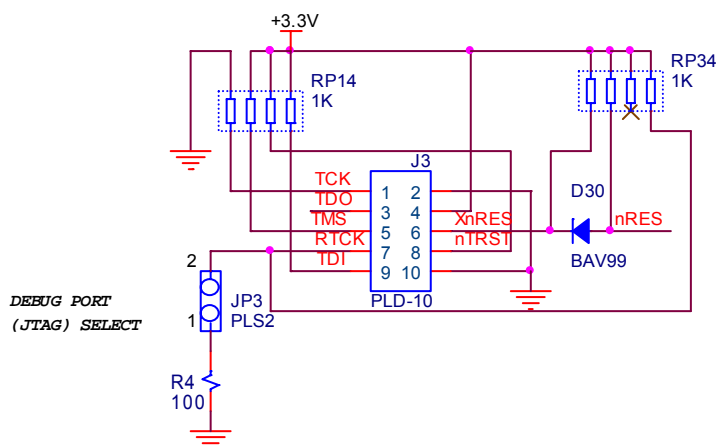 +3.3V
RP14
1K
RP34
1K
J3
TCK
TDO
TMS
RTCK
TDI
1 2
3 4
5 6
7 8
9 10
XnRES
nTRST
D30
nRES
BAV99
PLD-10
2
JP3
1
PLS2
DEBUG PORT
(JTAG) SELECT
R4
100